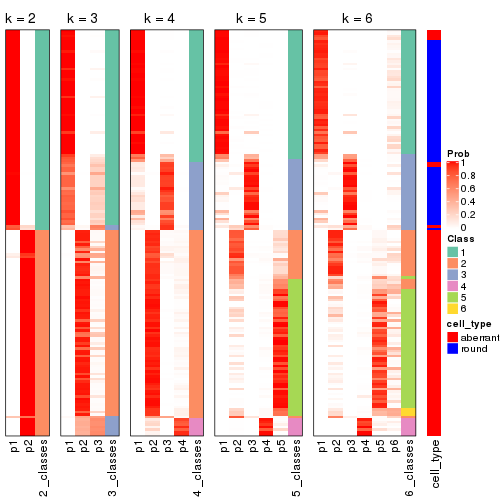 k = 2 k = 3 k = 4 k = 5 k = 6
p1 p2 2_classes p1 p2 p3 3_classes p1 p2 p3 p4 4_classes p1 p2 p3 p4 p5 5_classes p1 p2 p3 p4 p5 p6 6_classes cell_type
Prob
1
0.8
0.6
0.4
0.2
0
Class
1
2
3
4
5
6
cell_type
aberrant
round